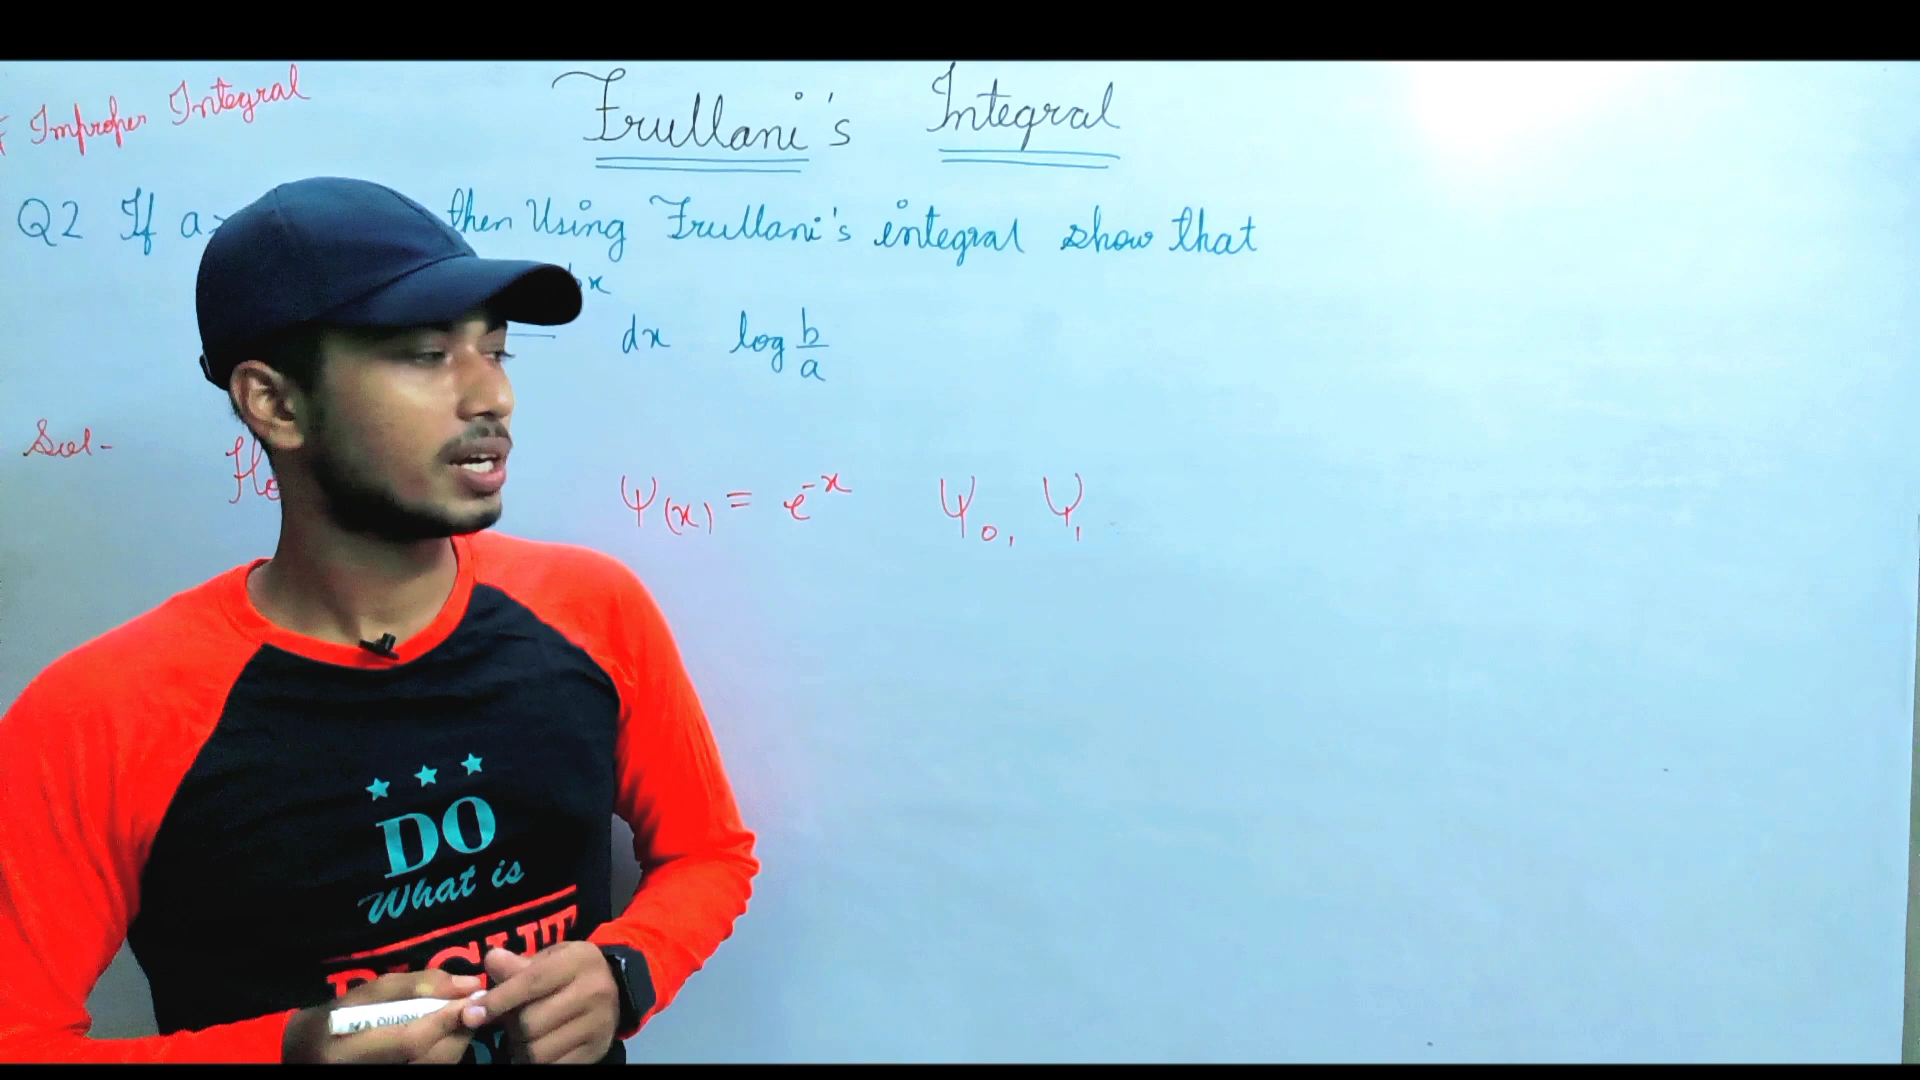 Improper Integral
Frullani's Integral
Q2 If a> then Using Frullani's integral show that
x
dx log b/a
Sol-
Ψ(x) = e^-x Ψ0, Ψ1
DO
What is
RIGHT